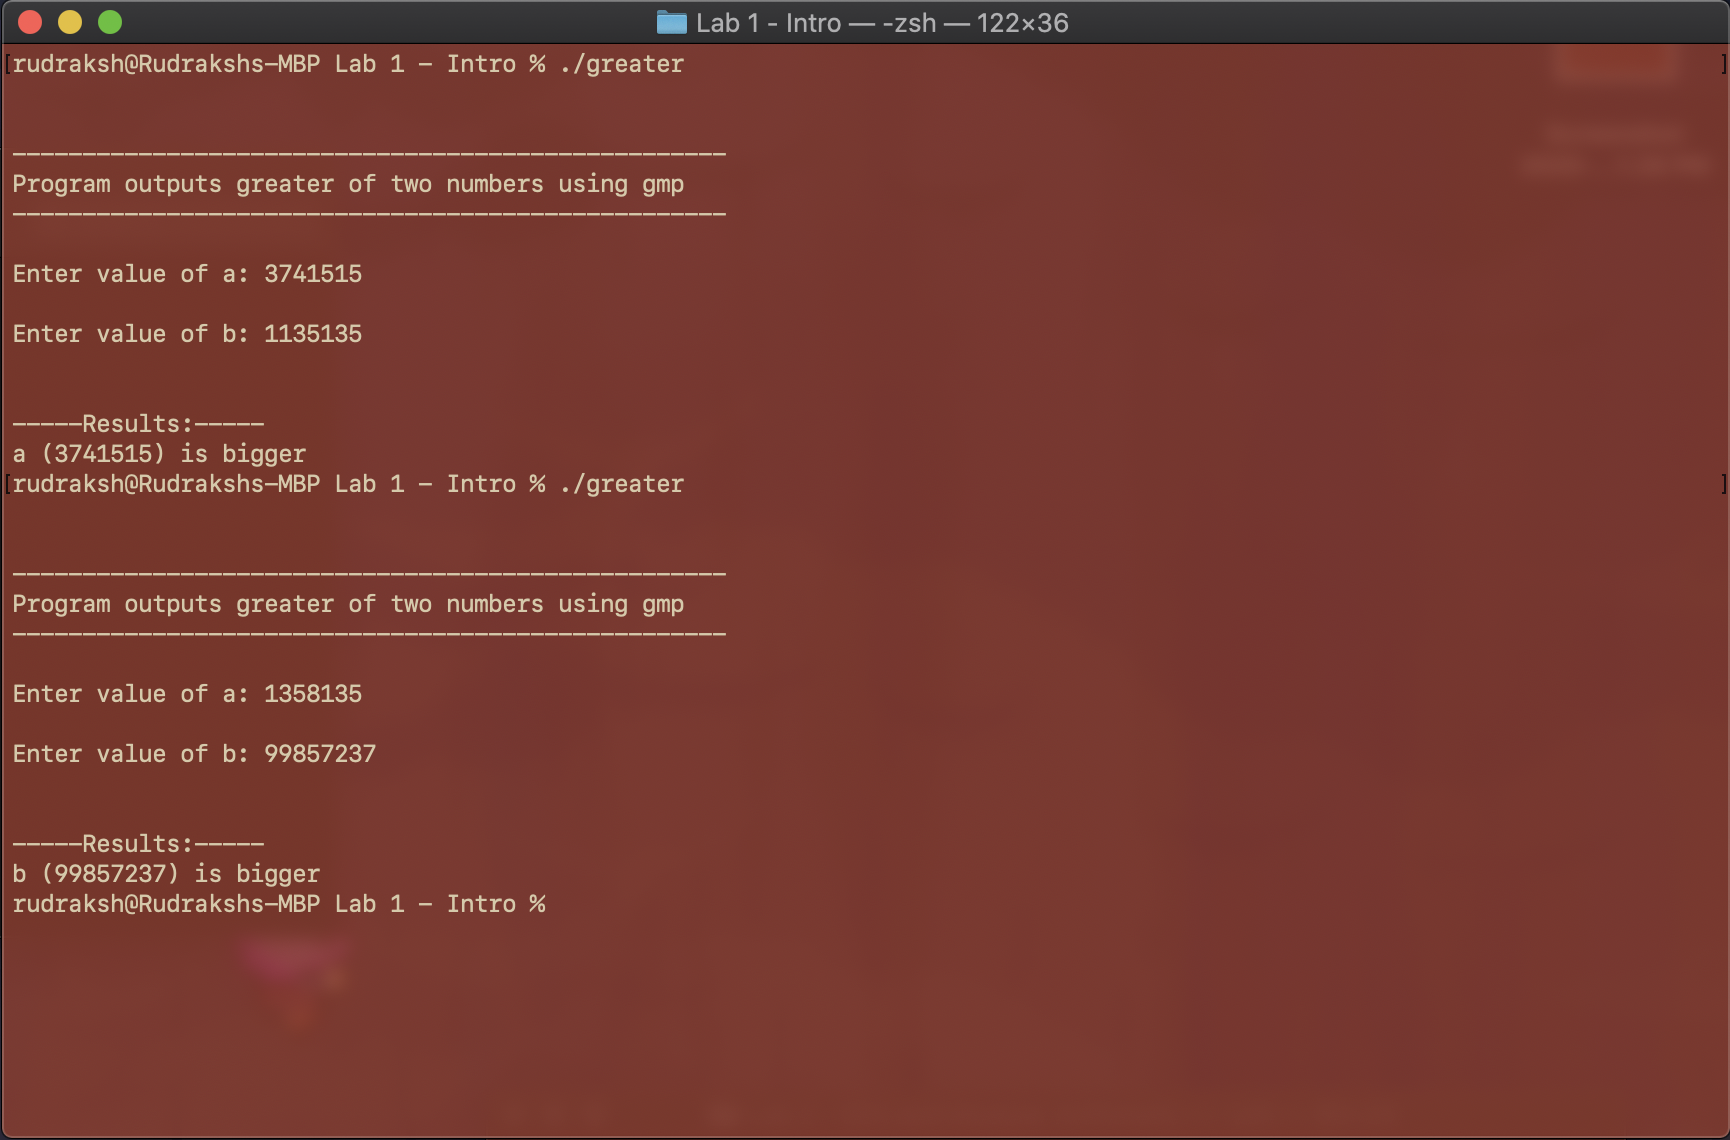 Lab 1 - Intro — -zsh — 122×36
[rudraksh@Rudrakshs-MBP Lab 1 - Intro % ./greater ]
---------------------------------------------------
Program outputs greater of two numbers using gmp
---------------------------------------------------
Enter value of a: 3741515
Enter value of b: 1135135
-----Results:-----
a (3741515) is bigger
[rudraksh@Rudrakshs-MBP Lab 1 - Intro % ./greater ]
---------------------------------------------------
Program outputs greater of two numbers using gmp
---------------------------------------------------
Enter value of a: 1358135
Enter value of b: 99857237
-----Results:-----
b (99857237) is bigger
rudraksh@Rudrakshs-MBP Lab 1 - Intro %